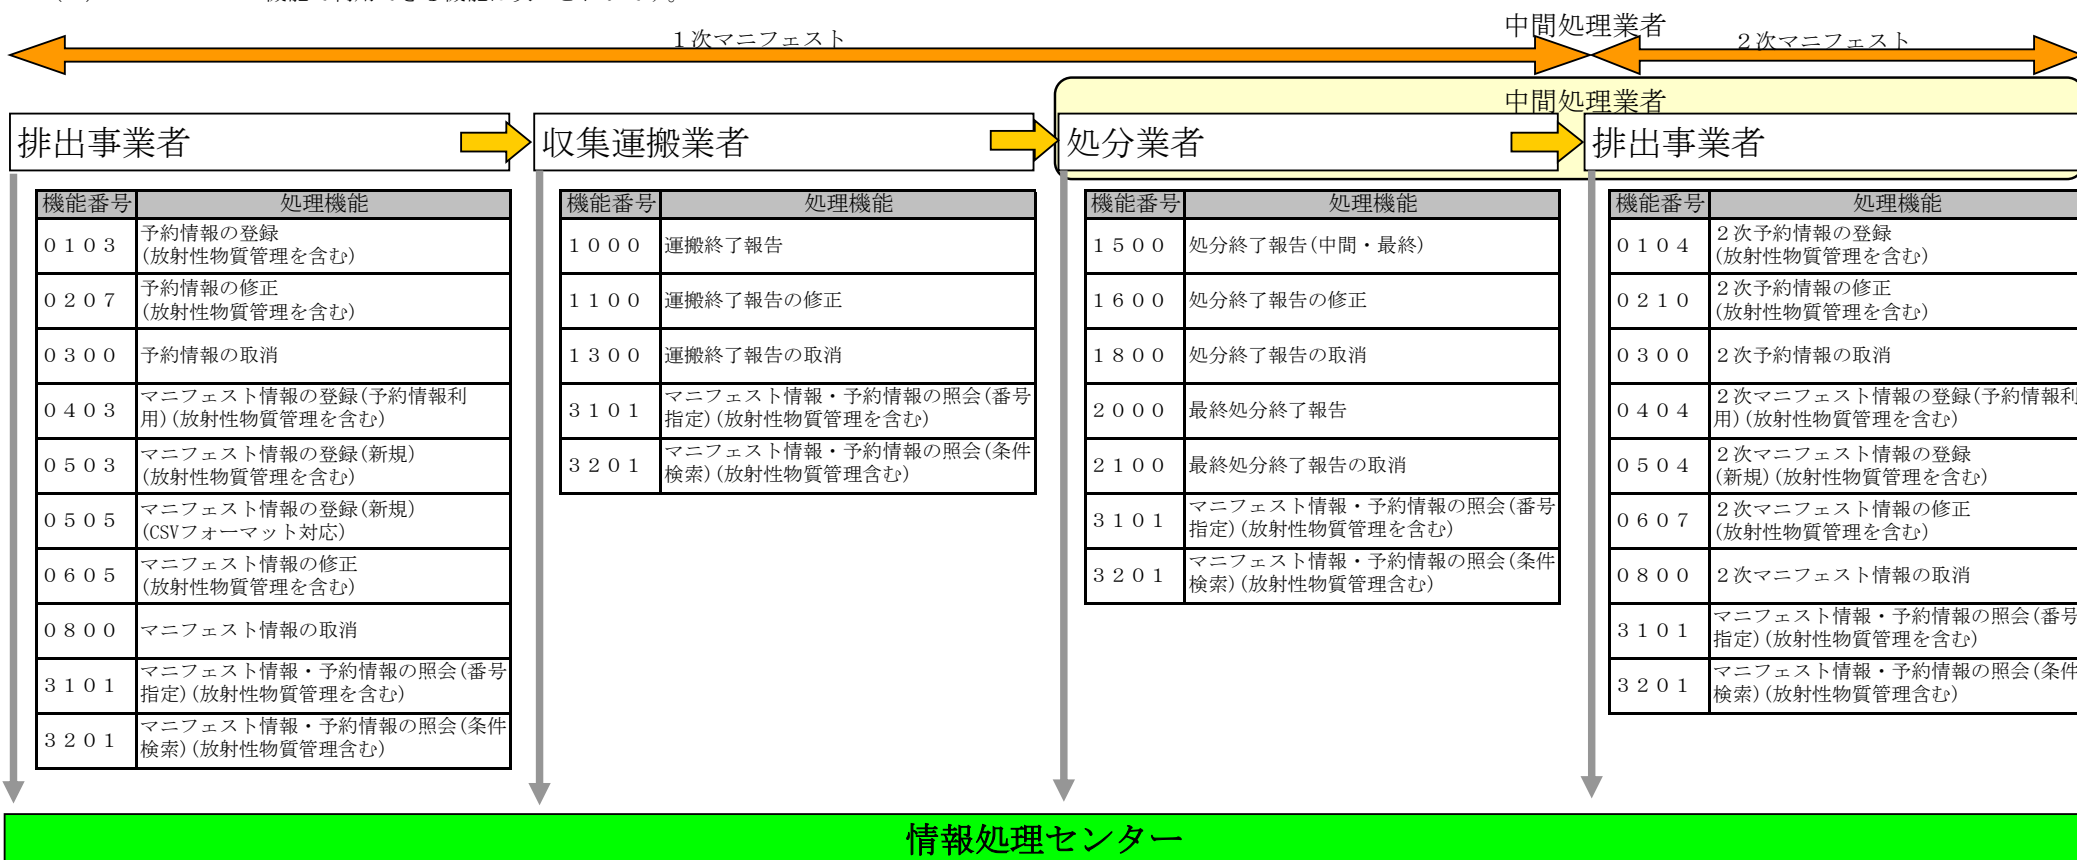 中間処理業者
１次マニフェスト
２次マニフェスト
中間処理業者
排出事業者
収集運搬業者
処分業者
排出事業者
機能番号 処理機能
０１０３ 予約情報の登録
(放射性物質管理を含む)
０２０７ 予約情報の修正
(放射性物質管理を含む)
０３００ 予約情報の取消
０４０３ マニフェスト情報の登録(予約情報利
用)(放射性物質管理を含む)
０５０３ マニフェスト情報の登録(新規)
(放射性物質管理を含む)
０５０５ マニフェスト情報の登録(新規)
(CSVフォーマット対応)
０６０５ マニフェスト情報の修正
(放射性物質管理を含む)
０８００ マニフェスト情報の取消
３１０１ マニフェスト情報・予約情報の照会(番号
指定)(放射性物質管理を含む)
３２０１ マニフェスト情報・予約情報の照会(条件
検索)(放射性物質管理含む)
機能番号 処理機能
１０００ 運搬終了報告
１１００ 運搬終了報告の修正
１３００ 運搬終了報告の取消
３１０１ マニフェスト情報・予約情報の照会(番号
指定)(放射性物質管理を含む)
３２０１ マニフェスト情報・予約情報の照会(条件
検索)(放射性物質管理含む)
機能番号 処理機能
１５００ 処分終了報告(中間・最終)
１６００ 処分終了報告の修正
１８００ 処分終了報告の取消
２０００ 最終処分終了報告
２１００ 最終処分終了報告の取消
３１０１ マニフェスト情報・予約情報の照会(番号
指定)(放射性物質管理を含む)
３２０１ マニフェスト情報・予約情報の照会(条件
検索)(放射性物質管理含む)
機能番号 処理機能
０１０４ ２次予約情報の登録
(放射性物質管理を含む)
０２１０ ２次予約情報の修正
(放射性物質管理を含む)
０３００ ２次予約情報の取消
０４０４ ２次マニフェスト情報の登録(予約情報利
用)(放射性物質管理を含む)
０５０４ ２次マニフェスト情報の登録
(新規)(放射性物質管理を含む)
０６０７ ２次マニフェスト情報の修正
(放射性物質管理を含む)
０８００ ２次マニフェスト情報の取消
３１０１ マニフェスト情報・予約情報の照会(番号
指定)(放射性物質管理を含む)
３２０１ マニフェスト情報・予約情報の照会(条件
検索)(放射性物質管理含む)
情報処理センター